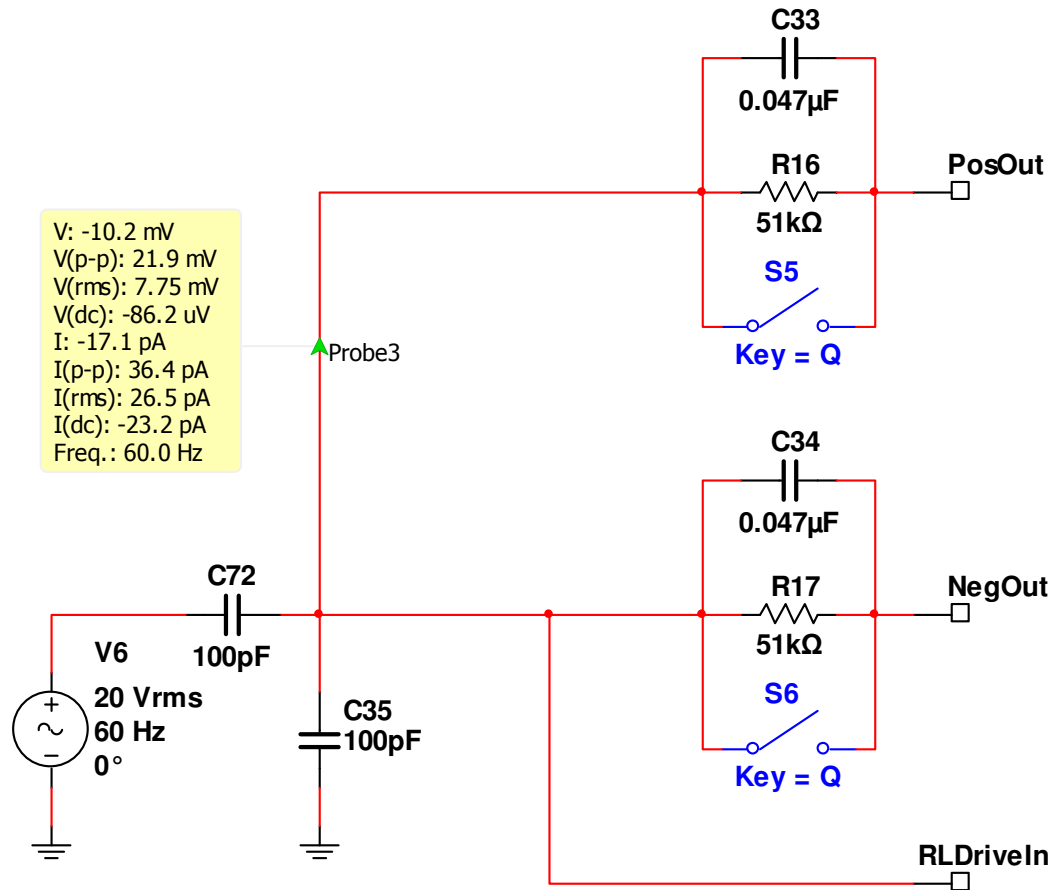 C33
0.047µF
R16
51kΩ
PosOut
S5
Key = Q
V: -10.2 mV
V(p-p): 21.9 mV
V(rms): 7.75 mV
V(dc): -86.2 uV
I: -17.1 pA
I(p-p): 36.4 pA
I(rms): 26.5 pA
I(dc): -23.2 pA
Freq.: 60.0 Hz
Probe3
C34
0.047µF
R17
51kΩ
NegOut
S6
Key = Q
C72
100pF
V6
20 Vrms
60 Hz
0°
C35
100pF
RLDriveIn